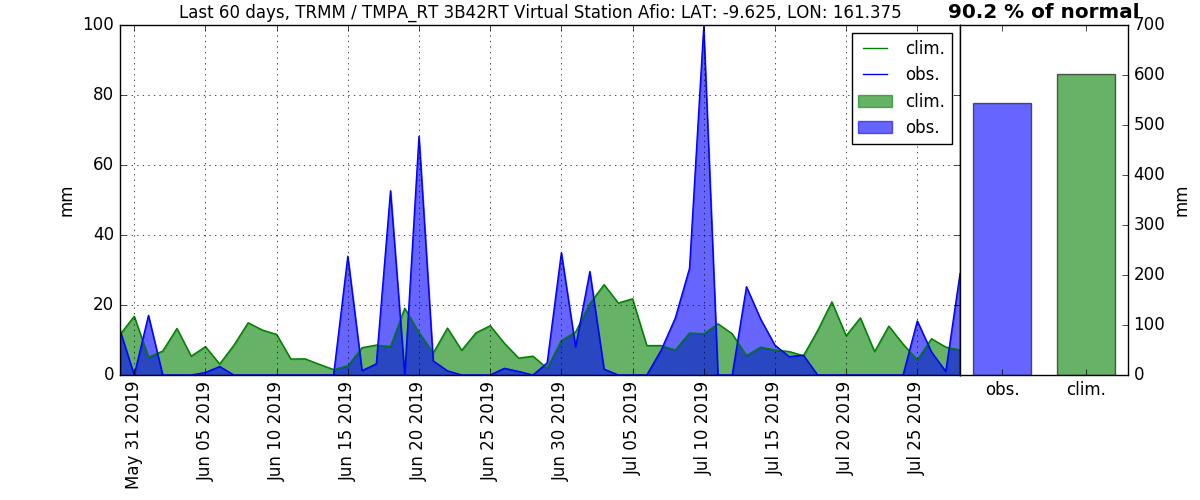 Last 60 days, TRMM / TMPA_RT 3B42RT Virtual Station Afio: LAT: -9.625, LON: 161.375
90.2 % of normal
100
80
60
40
20
0
mm
clim.
obs.
clim.
obs.
700
600
500
400
300
200
100
0
mm
May 31 2019
Jun 05 2019
Jun 10 2019
Jun 15 2019
Jun 20 2019
Jun 25 2019
Jun 30 2019
Jul 05 2019
Jul 10 2019
Jul 15 2019
Jul 20 2019
Jul 25 2019
obs.
clim.